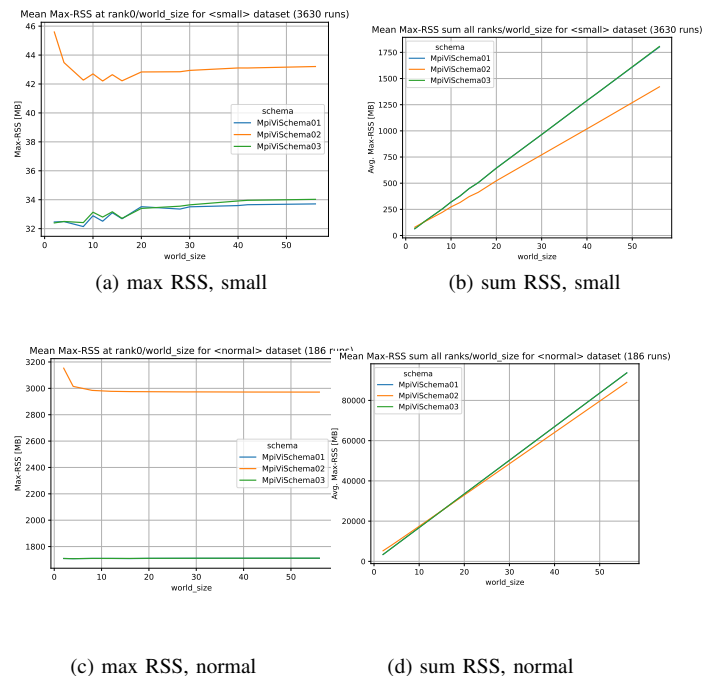 Mean Max-RSS at rank0/world_size for <small> dataset (3630 runs)
46
44
42
40
38
36
34
32
Max-RSS [MB]
schema
MpiViSchema01
MpiViSchema02
MpiViSchema03
0
10
20
30
40
50
world_size
(a) max RSS, small
Mean Max-RSS sum all ranks/world_size for <small> dataset (3630 runs)
1750
1500
1250
1000
750
500
250
0
Avg. Max-RSS [MB]
schema
MpiViSchema01
MpiViSchema02
MpiViSchema03
0
10
20
30
40
50
world_size
(b) sum RSS, small
Mean Max-RSS at rank0/world_size for <normal> dataset (186 runs)
3200
3000
2800
2600
2400
2200
2000
1800
Max-RSS [MB]
schema
MpiViSchema01
MpiViSchema02
MpiViSchema03
0
10
20
30
40
50
world_size
(c) max RSS, normal
Mean Max-RSS sum all ranks/world_size for <normal> dataset (186 runs)
80000
60000
40000
20000
0
Avg. Max-RSS [MB]
schema
MpiViSchema01
MpiViSchema02
MpiViSchema03
0
10
20
30
40
50
world_size
(d) sum RSS, normal